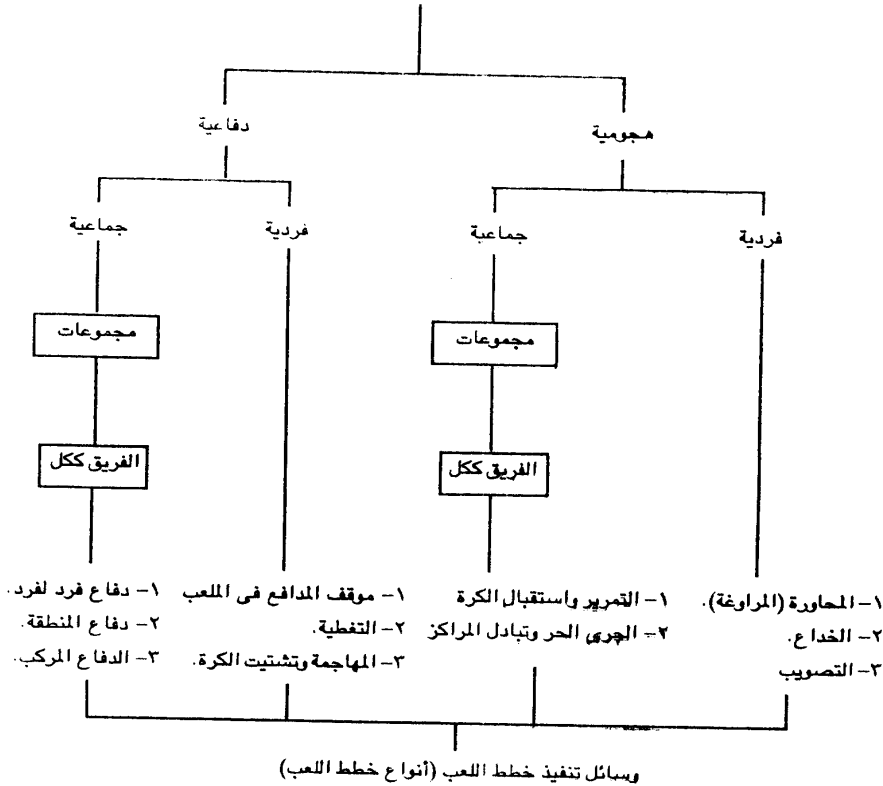 هجومية
دفاعية
فردية
جماعية
فردية
جماعية
مجموعات
مجموعات
الفريق ككل
الفريق ككل
١- المحاورة (المراوغة).
٢- الخداع.
٣- التصويب
١- التمرير واستقبال الكرة
٢- الجرى الحر وتبادل المراكز
١- موقف المدافع فى الملعب
٢- التغطية.
٣- المهاجمة وتشتيت الكرة.
١- دفاع فرد لفرد.
٢- دفاع المنطقة.
٣- الدفاع المركب.
وسائل تنفيذ خطط اللعب (أنواع خطط اللعب)